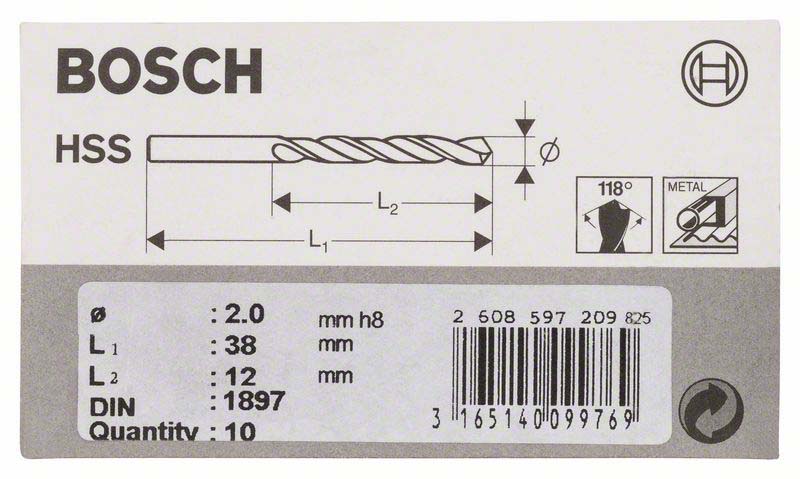 BOSCH
HSS
Ø
L2
L1
118°
METAL
ø : 2.0 mm h8
L1 : 38 mm
L2 : 12 mm
DIN : 1897
Quantity : 10
2 608 597 209 825
3 165140 099769